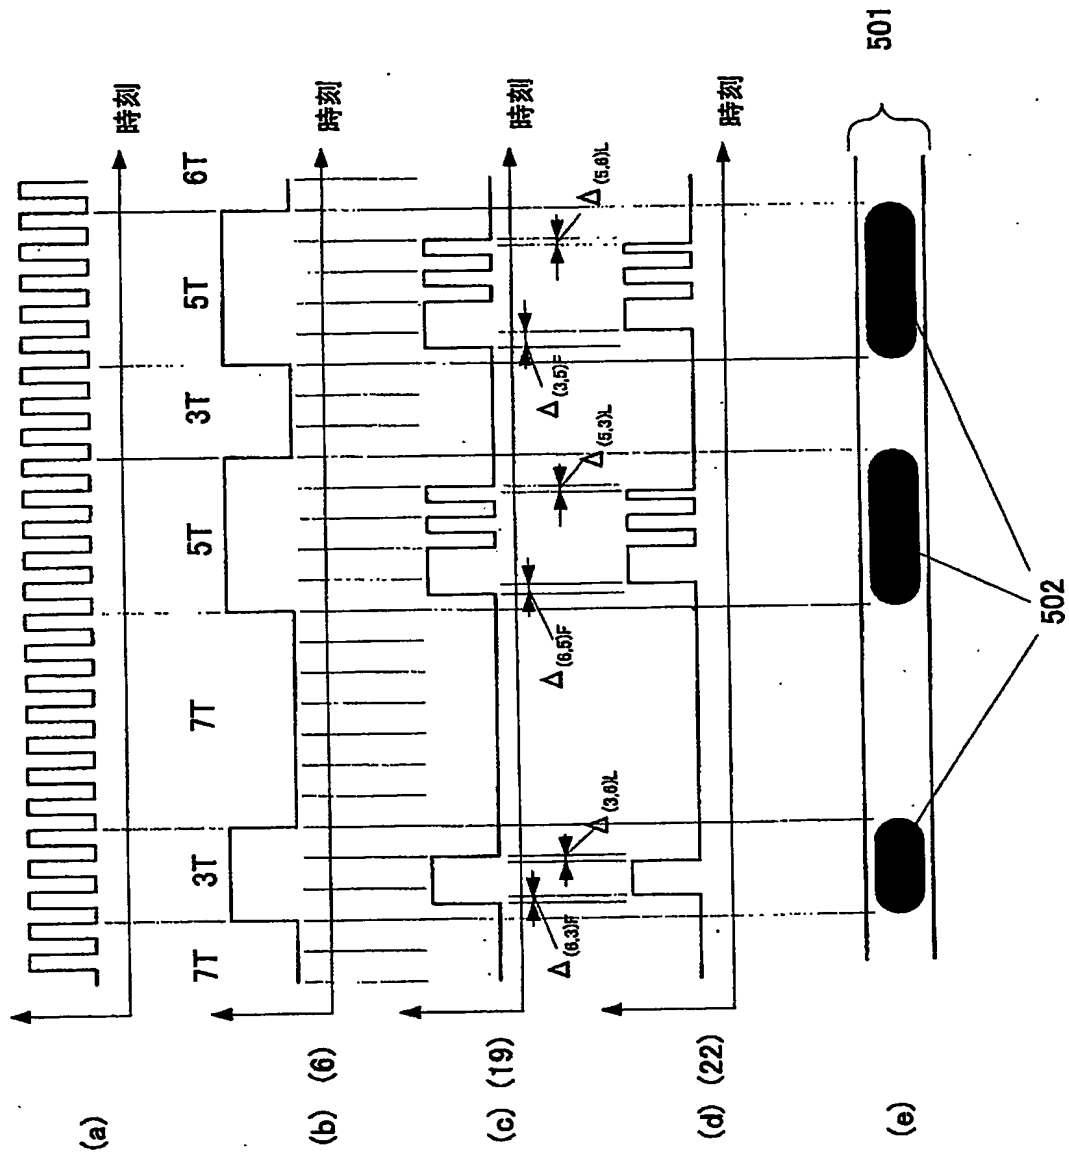 (a)
時刻
(b) (6)
7T 3T 7T 5T 3T 5T 6T
時刻
(c) (19)
時刻
Δ(6,3)F Δ(3,6)L Δ(6,5)F Δ(5,3)L Δ(3,5)F Δ(5,6)L
(d) (22)
時刻
(e)
501
502